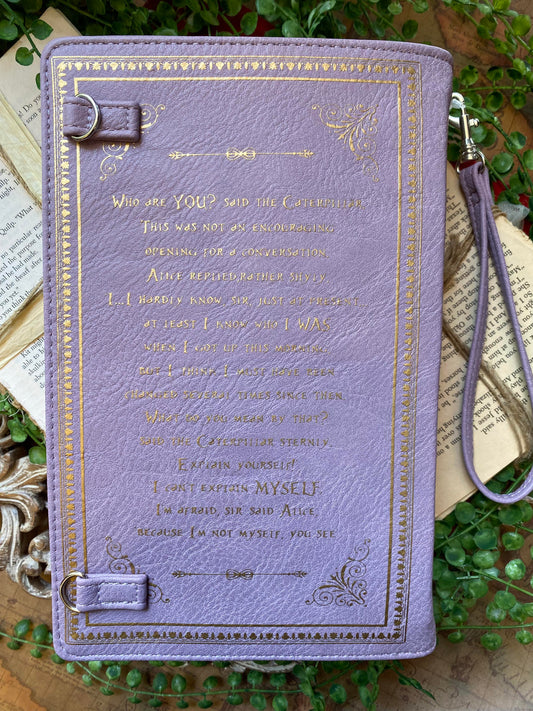 Who are YOU? said the Caterpillar.
This was not an encouraging
opening for a conversation.
Alice replied, rather shyly,
I...I hardly know, sir, just at present...
at least I know who I WAS
when I got up this morning,
but I think I must have been
changed several times since then.
What do you mean by that?
said the Caterpillar sternly.
Explain yourself!
I can't explain MYSELF,
I'm afraid, sir said Alice,
because I'm not myself, you see.